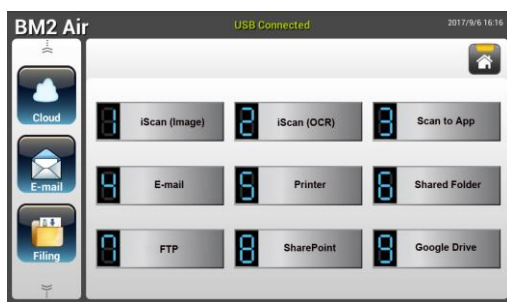 BM2 Air
USB Connected
2017/9/6 16:16
Cloud
E-mail
Filing
1 iScan (Image)
2 iScan (OCR)
3 Scan to App
4 E-mail
5 Printer
6 Shared Folder
7 FTP
8 SharePoint
9 Google Drive